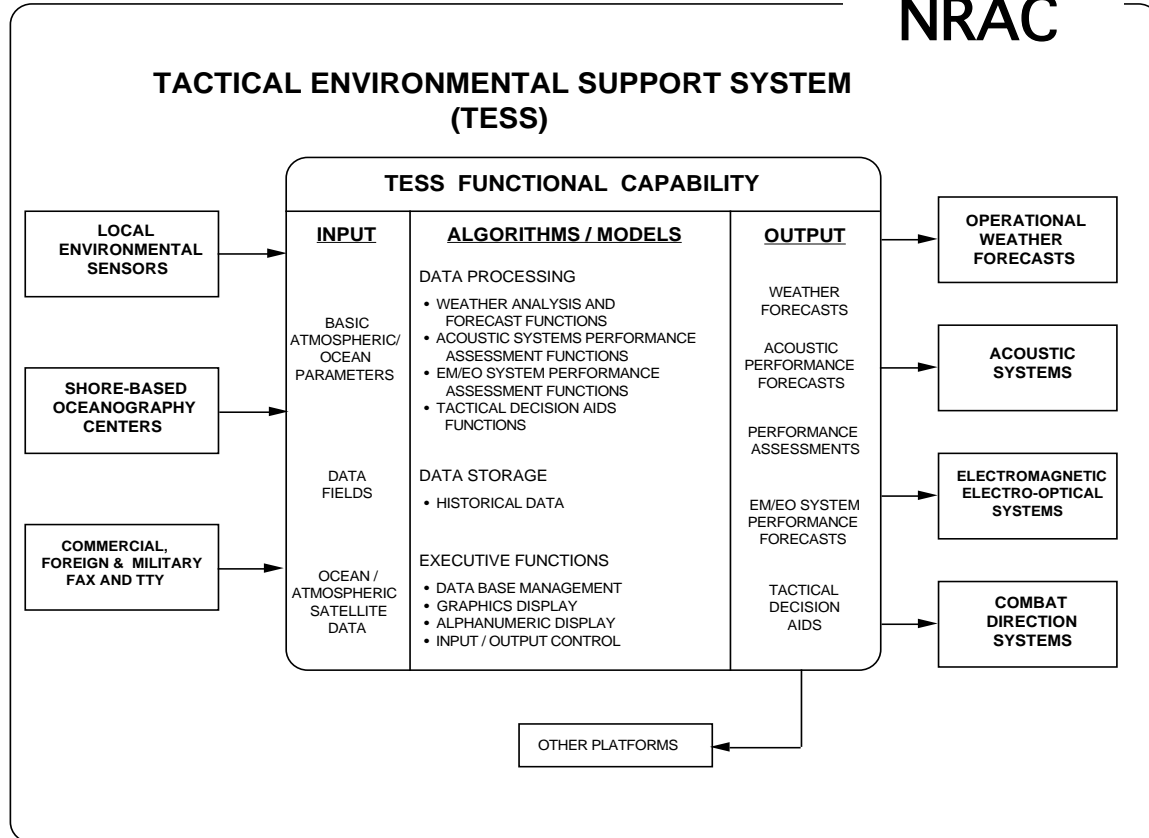 NRAC
TACTICAL ENVIRONMENTAL SUPPORT SYSTEM
(TESS)
TESS FUNCTIONAL CAPABILITY
LOCAL
ENVIRONMENTAL
SENSORS
SHORE-BASED
OCEANOGRAPHY
CENTERS
COMMERCIAL,
FOREIGN & MILITARY
FAX AND TTY
INPUT
BASIC
ATMOSPHERIC/
OCEAN
PARAMETERS
DATA
FIELDS
OCEAN /
ATMOSPHERIC
SATELLITE
DATA
ALGORITHMS / MODELS
DATA PROCESSING
• WEATHER ANALYSIS AND
FORECAST FUNCTIONS
• ACOUSTIC SYSTEMS PERFORMANCE
ASSESSMENT FUNCTIONS
• EM/EO SYSTEM PERFORMANCE
ASSESSMENT FUNCTIONS
• TACTICAL DECISION AIDS
FUNCTIONS
DATA STORAGE
• HISTORICAL DATA
EXECUTIVE FUNCTIONS
• DATA BASE MANAGEMENT
• GRAPHICS DISPLAY
• ALPHANUMERIC DISPLAY
• INPUT / OUTPUT CONTROL
OUTPUT
WEATHER
FORECASTS
ACOUSTIC
PERFORMANCE
FORECASTS
PERFORMANCE
ASSESSMENTS
EM/EO SYSTEM
PERFORMANCE
FORECASTS
TACTICAL
DECISION
AIDS
OPERATIONAL
WEATHER
FORECASTS
ACOUSTIC
SYSTEMS
ELECTROMAGNETIC
ELECTRO-OPTICAL
SYSTEMS
COMBAT
DIRECTION
SYSTEMS
OTHER PLATFORMS